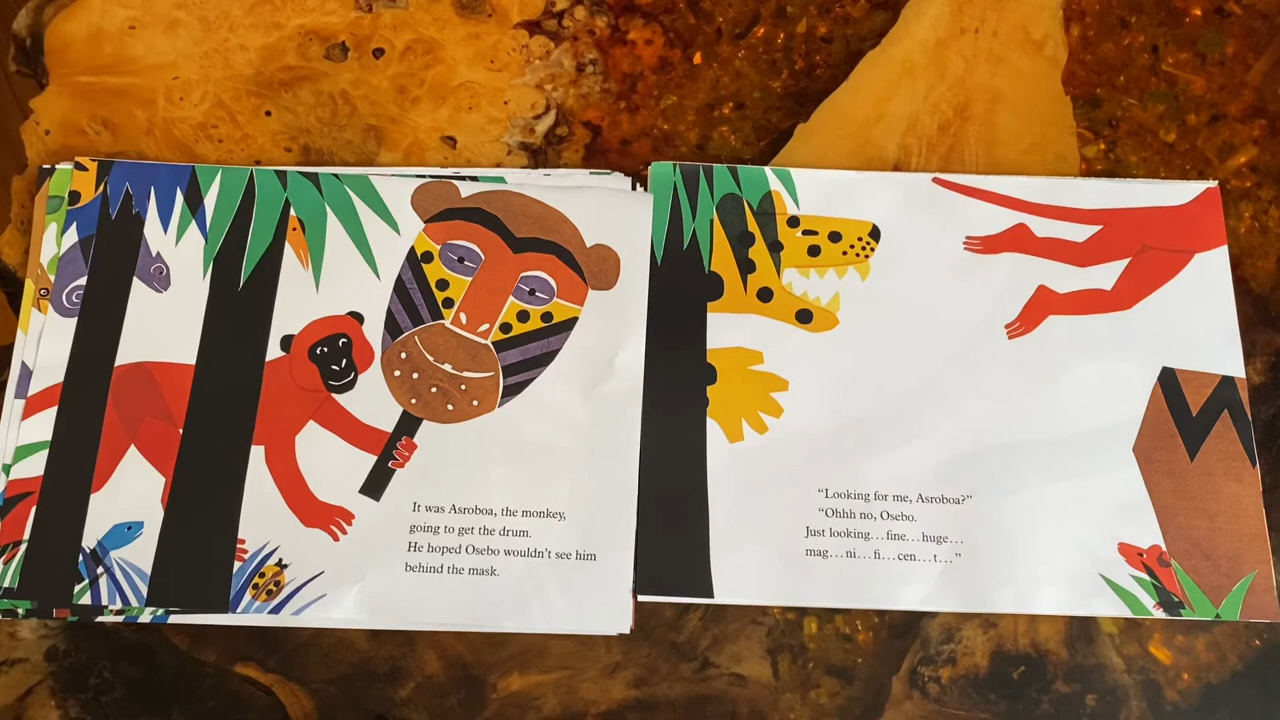 It was Asroboa, the monkey,
going to get the drum.
He hoped Osebo wouldn't see him
behind the mask.
“Looking for me, Asroboa?”
“Ohhh no, Osebo.
Just looking…fine…huge…
mag…ni…fi…cen…t…”